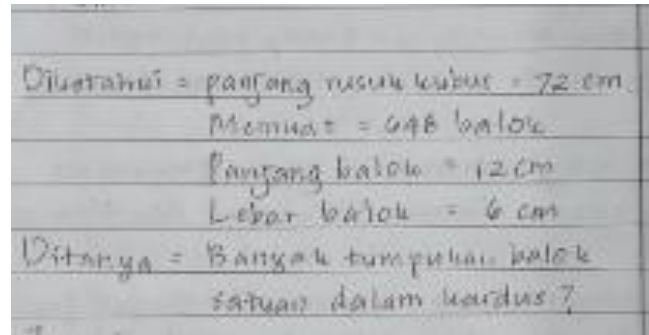 Diketahui = panjang rusuk kubus = 72 cm
Memuat = 648 balok
Panjang balok = 12 cm
Lebar balok = 6 cm
Ditanya = Banyak tumpukan balok
satuan dalam kardus ?